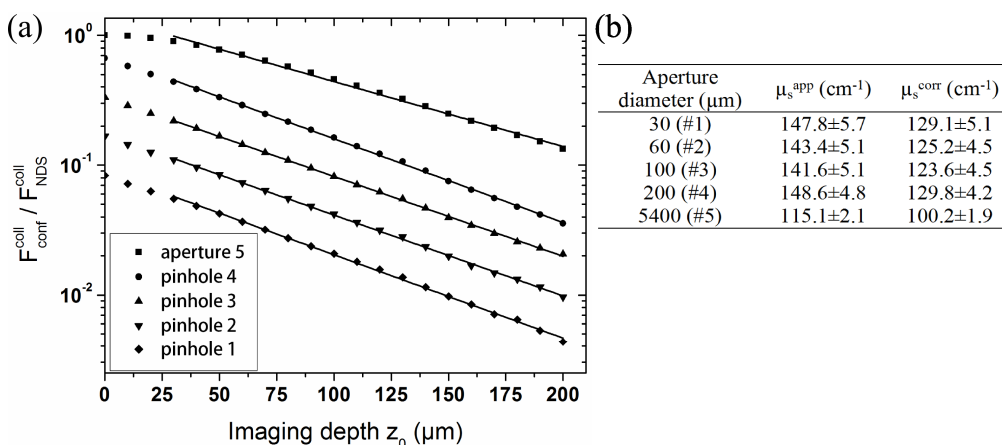 (a)
10⁰
10⁻¹
10⁻²
F_conf^coll / F_NDS^coll
aperture 5
pinhole 4
pinhole 3
pinhole 2
pinhole 1
0 25 50 75 100 125 150 175 200
Imaging depth z₀ (μm)
(b)
Aperture diameter (μm) μₛᵃᵖᵖ (cm⁻¹) μₛᶜᵒʳʳ (cm⁻¹)
30 (#1) 147.8±5.7 129.1±5.1
60 (#2) 143.4±5.1 125.2±4.5
100 (#3) 141.6±5.1 123.6±4.5
200 (#4) 148.6±4.8 129.8±4.2
5400 (#5) 115.1±2.1 100.2±1.9